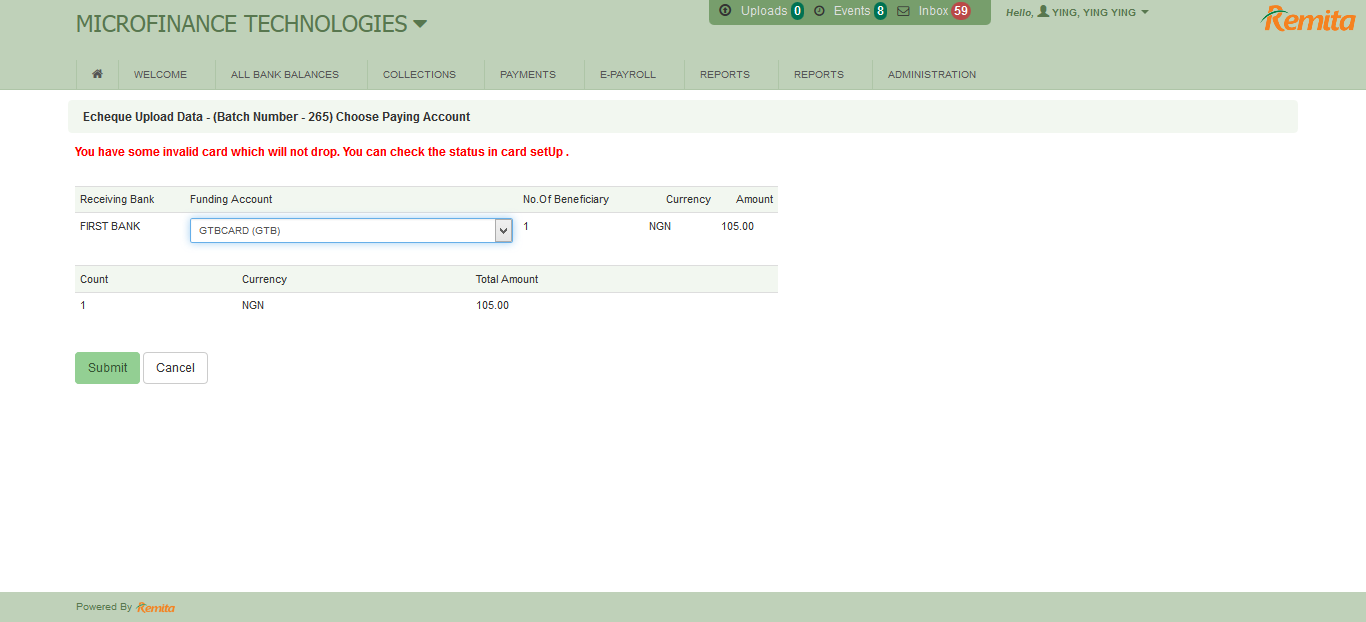 MICROFINANCE TECHNOLOGIES
Uploads 0 Events 8 Inbox 59
Hello, YING, YING YING
Remita
WELCOME ALL BANK BALANCES COLLECTIONS PAYMENTS E-PAYROLL REPORTS REPORTS ADMINISTRATION
Echeque Upload Data - (Batch Number - 265) Choose Paying Account
You have some invalid card which will not drop. You can check the status in card setUp .
Receiving Bank Funding Account No.Of Beneficiary Currency Amount
FIRST BANK GTBCARD (GTB) 1 NGN 105.00
Count Currency Total Amount
1 NGN 105.00
Submit Cancel
Powered By Remita